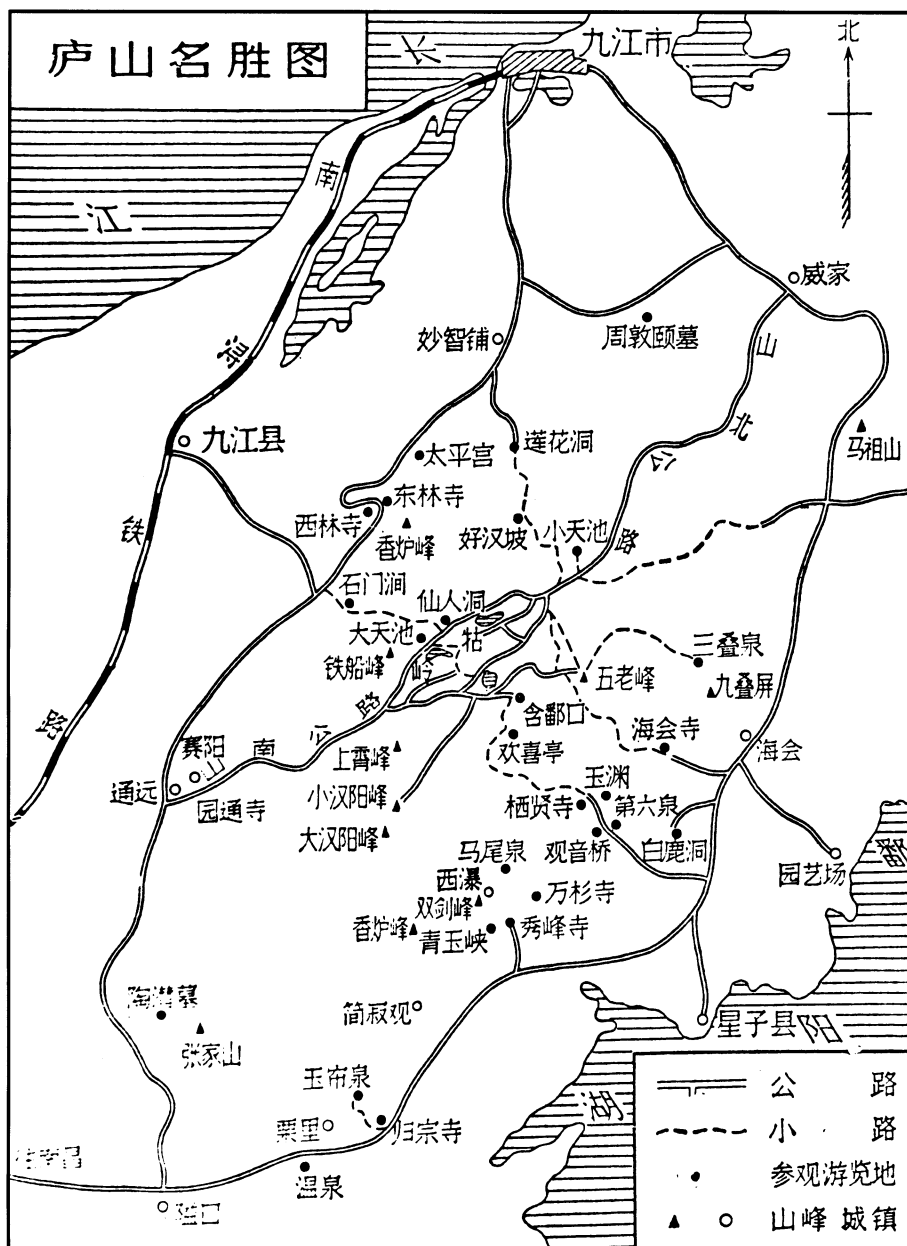 庐山名胜图
长
江
九江市
北
南
浔
铁
路
威家
周敦颐墓
妙智铺
山
北
公
路
九江县
太平宫
莲花洞
马祖山
东林寺
西林寺
香炉峰
好汉坡
小天池
石门涧
仙人洞
大天池
牯
岭
铁船峰
三叠泉
五老峰
九叠屏
含鄱口
海会寺
海会
欢喜亭
赛阳
山
南
公
路
上霄峰
通远
园通寺
小汉阳峰
玉渊
栖贤寺
第六泉
大汉阳峰
观音桥
白鹿洞
马尾泉
园艺场
鄱
西瀑
万杉寺
双剑峰
香炉峰
青玉峡
秀峰寺
陶潜墓
简寂观
星子县
阳
湖
张家山
玉布泉
栗里
归宗寺
温泉
隘口
公 路
小 路
参观游览地
山峰 城镇